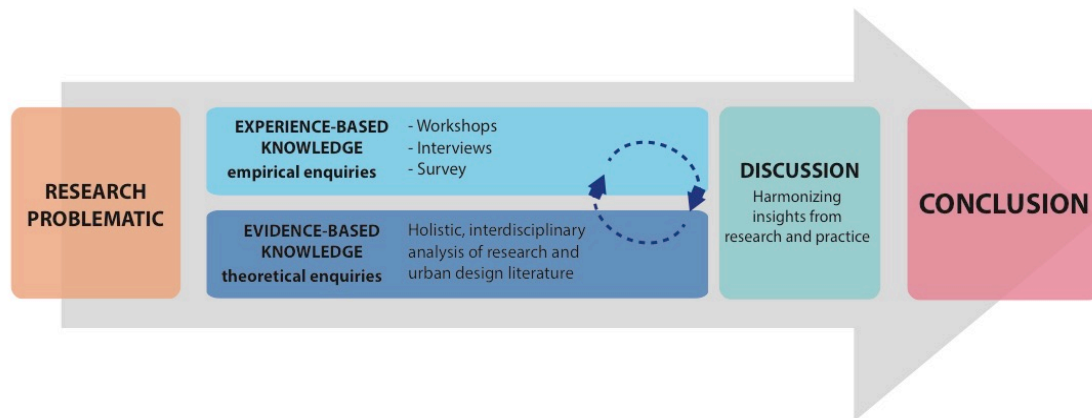 RESEARCH
PROBLEMATIC
EXPERIENCE-BASED
KNOWLEDGE
empirical enquiries
- Workshops
- Interviews
- Survey
EVIDENCE-BASED
KNOWLEDGE
theoretical enquiries
Holistic, interdisciplinary
analysis of research and
urban design literature
DISCUSSION
Harmonizing
insights from
research and practice
CONCLUSION